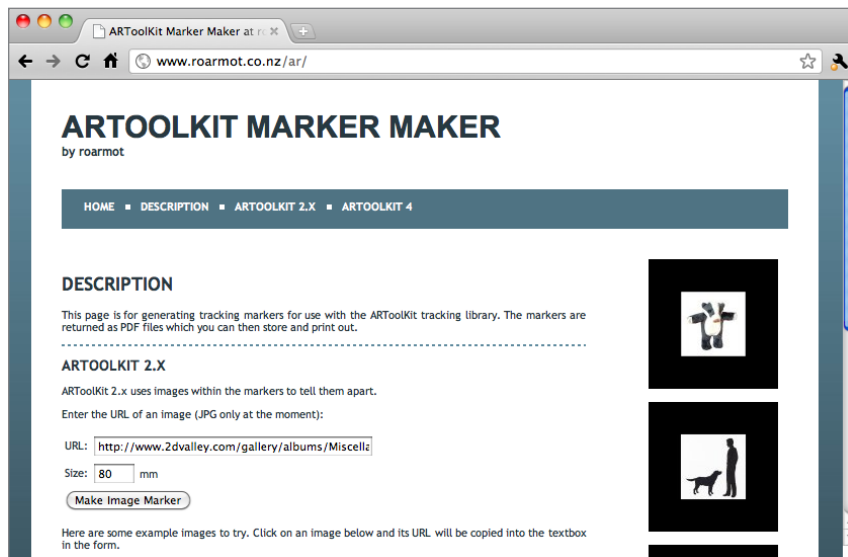 ARToolKit Marker Maker at ro
www.roarmot.co.nz/ar/
ARTOOLKIT MARKER MAKER
by roarmot
HOME ▪ DESCRIPTION ▪ ARTOOLKIT 2.X ▪ ARTOOLKIT 4
DESCRIPTION
This page is for generating tracking markers for use with the ARToolKit tracking library. The markers are
returned as PDF files which you can then store and print out.
ARTOOLKIT 2.X
ARToolKit 2.x uses images within the markers to tell them apart.
Enter the URL of an image (JPG only at the moment):
URL: http://www.2dvalley.com/gallery/albums/Miscella
Size: 80 mm
Make Image Marker
Here are some example images to try. Click on an image below and its URL will be copied into the textbox
in the form.